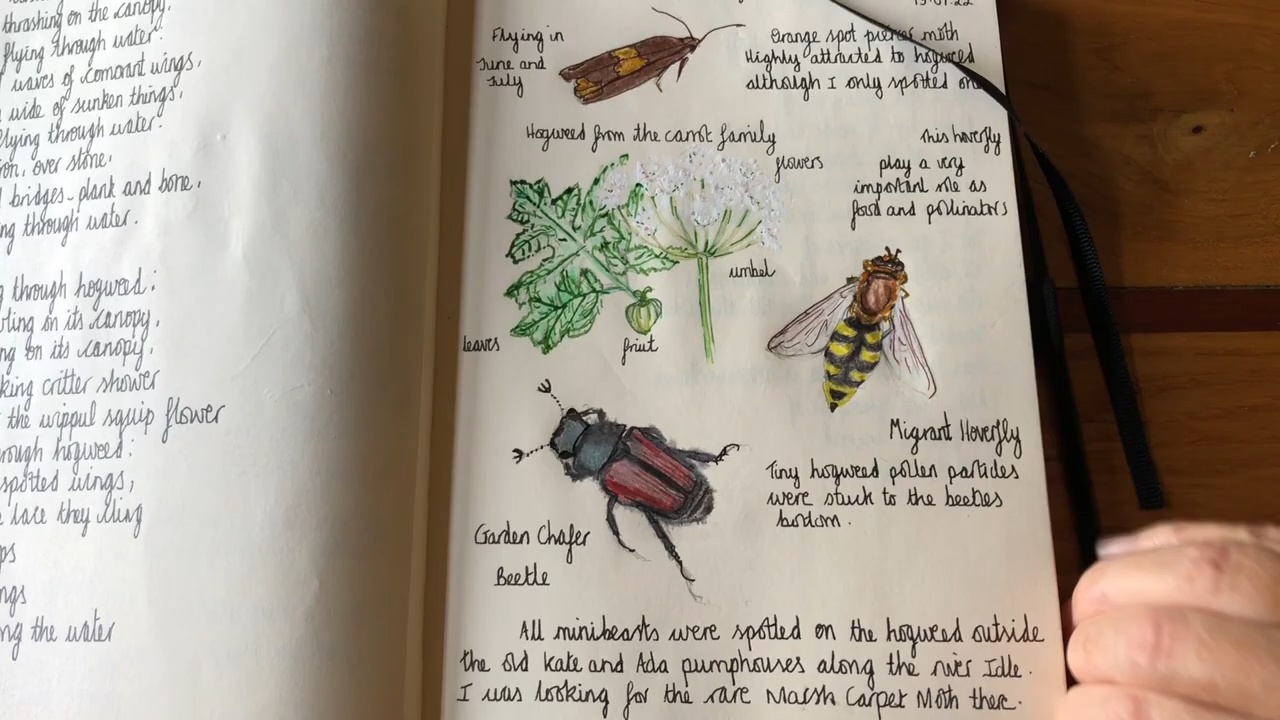 thrashing on the canopy.
flying through water.
waves of comorant wings,
wide of sunken things,
flying through water.
over stone.
bridges - plank and bone,
through water.
through hogweed:
on its canopy,
on its canopy,
critter shower
the wippul squip flower
hogweed:
spotted wings,
lace they cling
the water
Flying in
June and
July
Orange spot piercer moth
Highly attracted to hogweed
although I only spotted
Hogweed from the carrot family
flowers
umbel
leaves
fruit
This hoverfly
play a very
important role as
food and pollinators
Migrant Hoverfly
Garden Chafer
Beetle
Tiny hogweed pollen particles
were stuck to the beetles
bottom.
All minibeasts were spotted on the hogweed outside
the old Kate and Ada pumphouses along the river Idle.
I was looking for the rare Marsh Carpet Moth there.